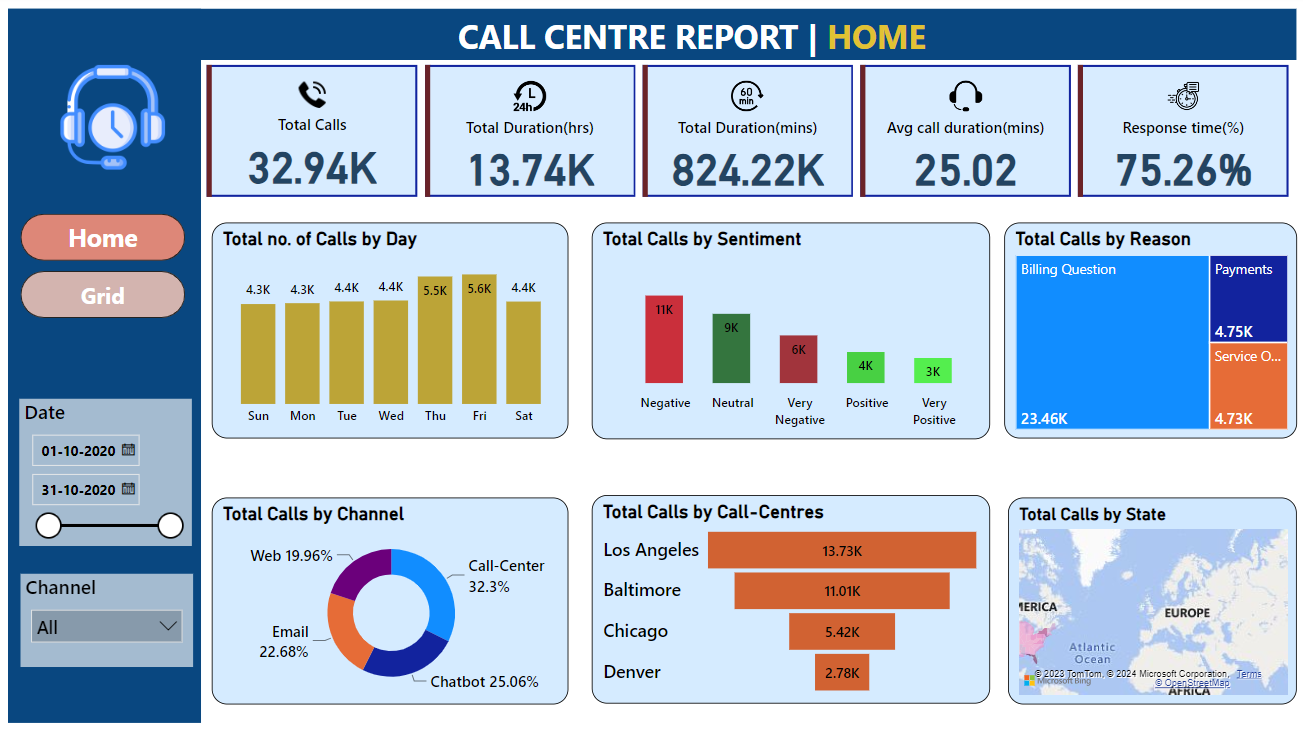 CALL CENTRE REPORT | HOME
24h
60
min
Total Calls
Total Duration(hrs)
Total Duration(mins)
Avg call duration(mins)
Response time(%)
32.94K
13.74K
824.22K
25.02
75.26%
Home
Grid
Date
01-10-2020
31-10-2020
Channel
All
Total no. of Calls by Day
4.3K
4.3K
4.4K
4.4K
5.5K
5.6K
4.4K
Sun
Mon
Tue
Wed
Thu
Fri
Sat
Total Calls by Sentiment
11K
9K
6K
4K
3K
Negative
Neutral
Very
Negative
Positive
Very
Positive
Total Calls by Reason
Billing Question
23.46K
Payments
4.75K
Service O...
4.73K
Total Calls by Channel
Web 19.96%
Call-Center
32.3%
Email
22.68%
Chatbot 25.06%
Total Calls by Call-Centres
Los Angeles
13.73K
Baltimore
11.01K
Chicago
5.42K
Denver
2.78K
Total Calls by State
MERICA
EUROPE
Atlantic
Ocean
© 2023 TomTom, © 2024 Microsoft Corporation, Terms
Microsoft Bing
© OpenStreetMap
AFRICA